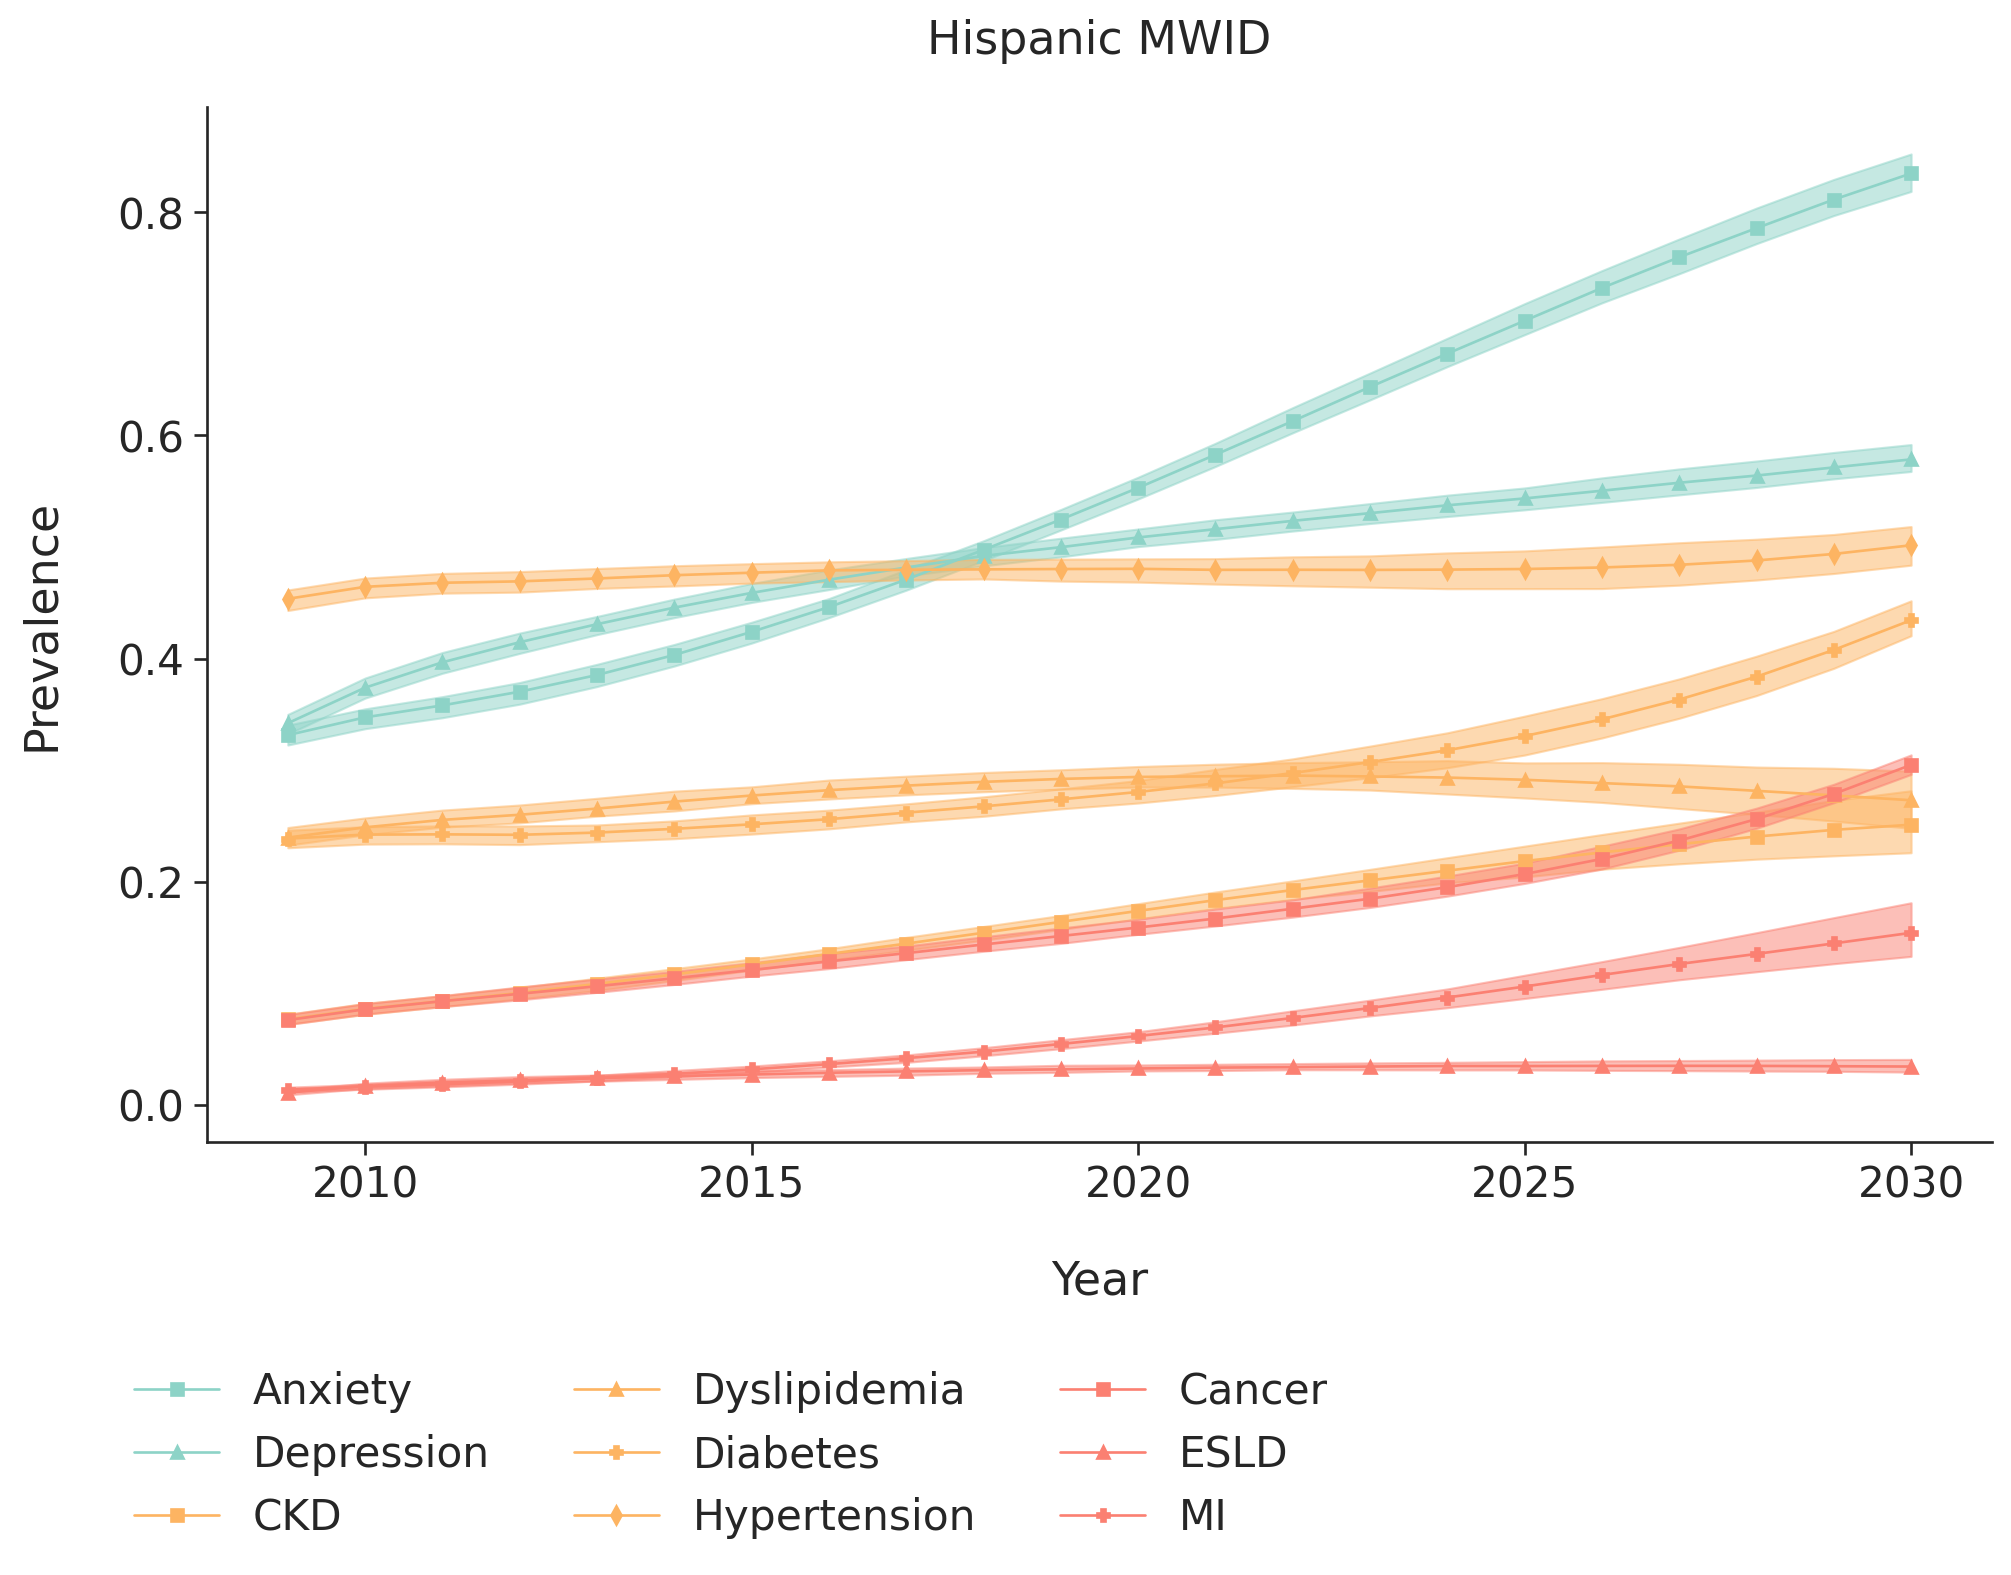 Hispanic MWID
0.8
0.6
0.4
0.2
0.0
Prevalence
2010 2015 2020 2025 2030
Year
Anxiety Dyslipidemia Cancer
Depression Diabetes ESLD
CKD Hypertension MI